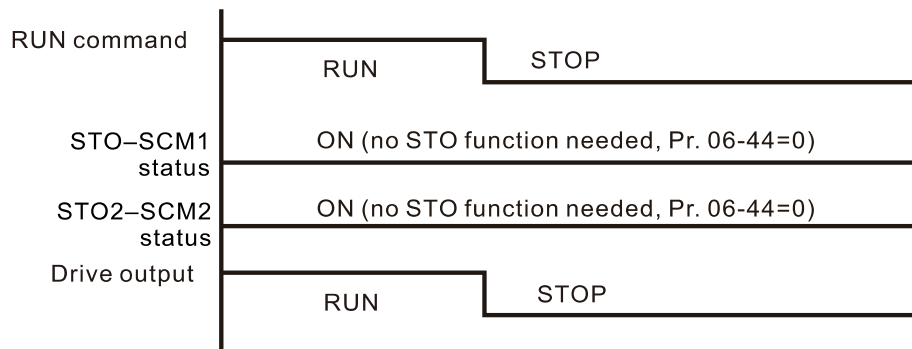 RUN command
RUN
STOP
STO–SCM1
status
ON (no STO function needed, Pr. 06-44=0)
STO2–SCM2
status
ON (no STO function needed, Pr. 06-44=0)
Drive output
RUN
STOP